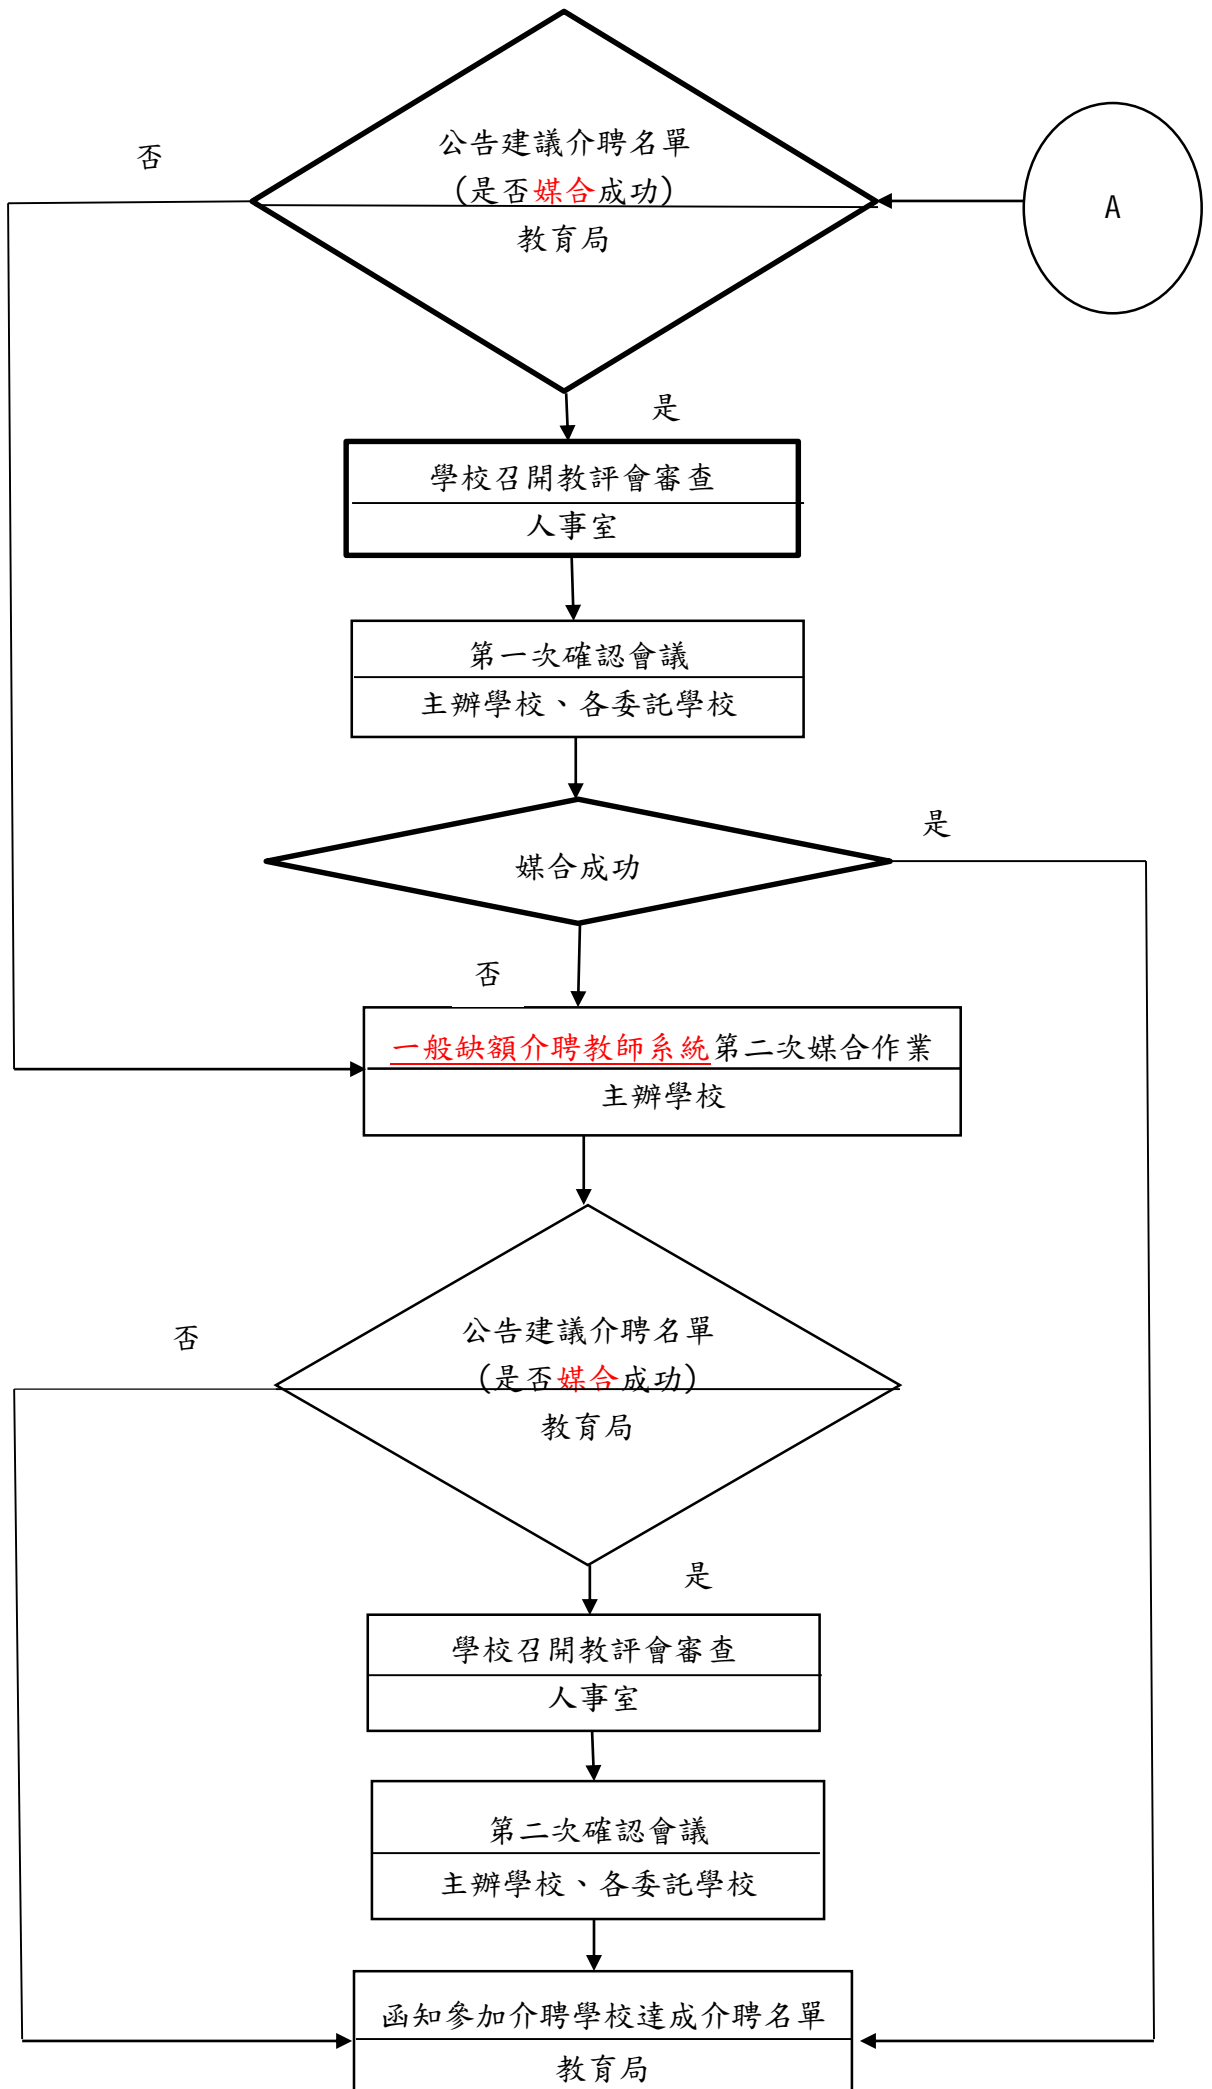 公告建議介聘名單
否
(是否媒合成功)
A
教育局
是
學校召開教評會審查
人事室
第一次確認會議
主辦學校、各委託學校
是
媒合成功
否
一般缺額介聘教師系統第二次媒合作業
主辦學校
公告建議介聘名單
否
(是否媒合成功)
教育局
是
學校召開教評會審查
人事室
第二次確認會議
主辦學校、各委託學校
函知參加介聘學校達成介聘名單
教育局